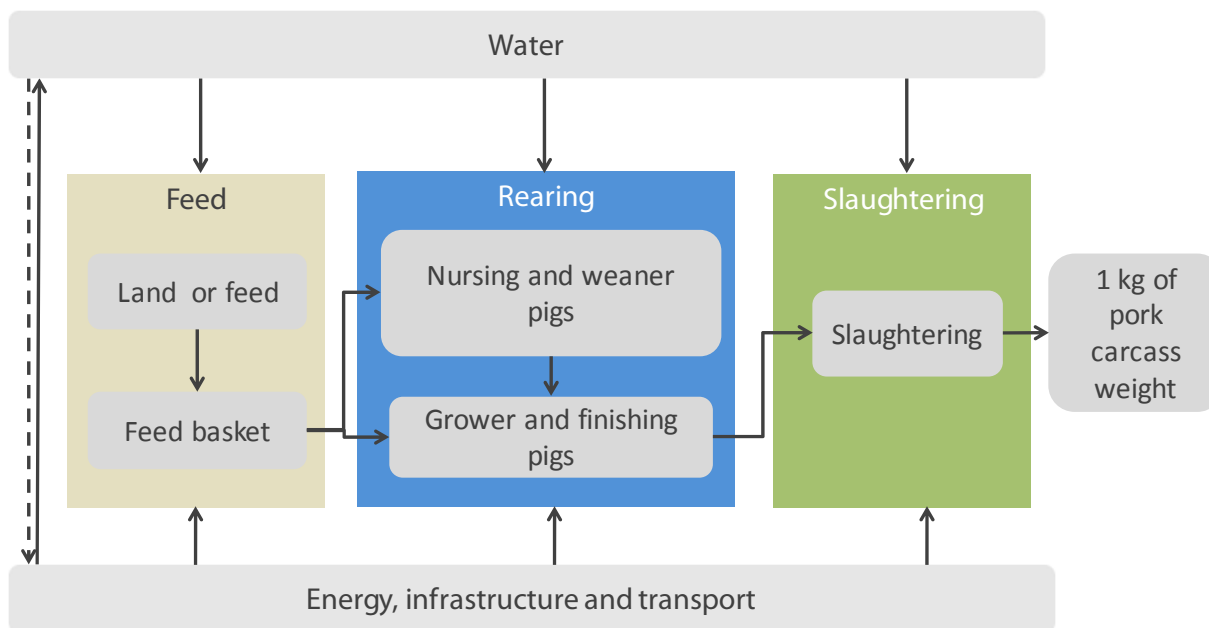 Water
Feed
Rearing
Slaughtering
Land or feed
Nursing and weaner
pigs
Slaughtering
1 kg of
pork
carcass
weight
Feed basket
Grower and finishing
pigs
Energy, infrastructure and transport